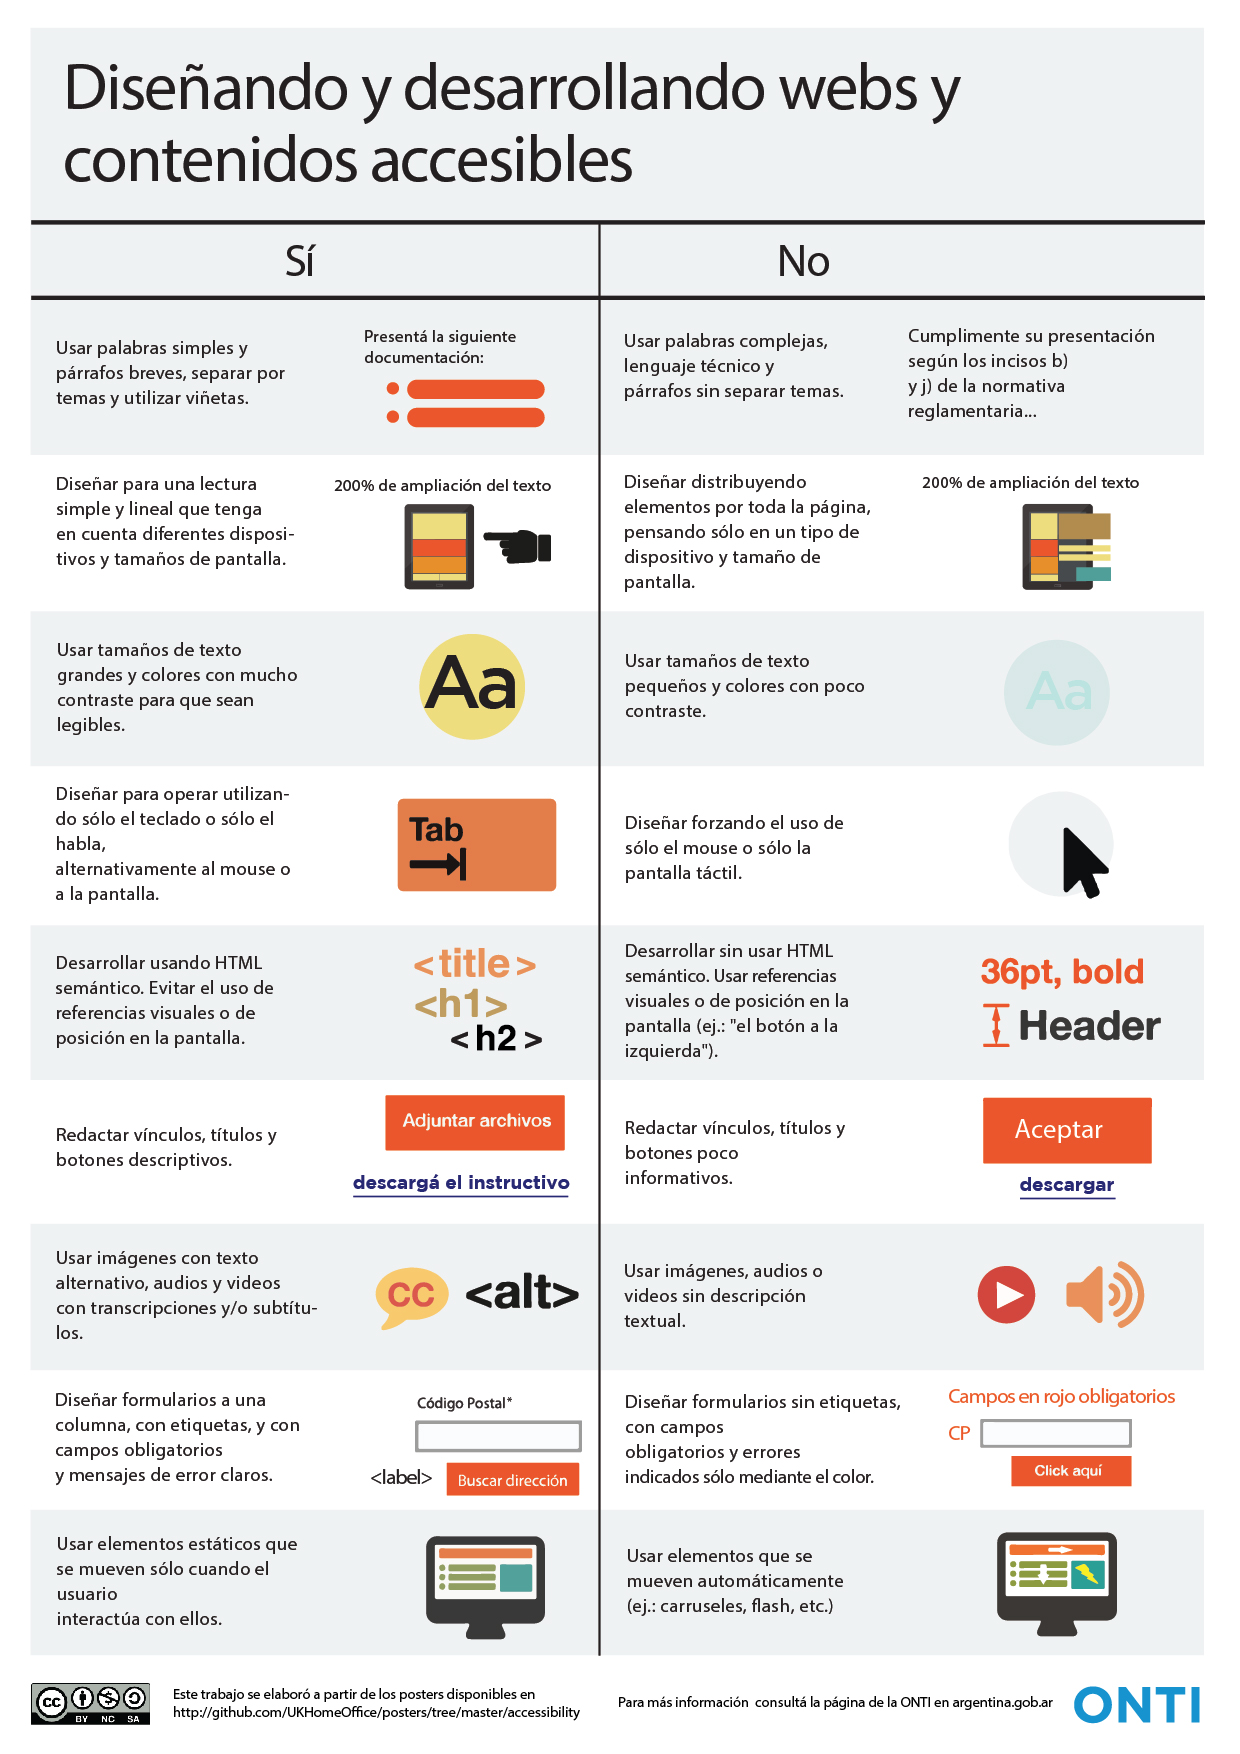 Diseñando y desarrollando webs y
contenidos accesibles
Sí
No
Usar palabras simples y
párrafos breves, separar por
temas y utilizar viñetas.
Presentá la siguiente
documentación:
Usar palabras complejas,
lenguaje técnico y
párrafos sin separar temas.
Cumplimente su presentación
según los incisos b)
y j) de la normativa
reglamentaria...
Diseñar para una lectura
simple y lineal que tenga
en cuenta diferentes disposi-
tivos y tamaños de pantalla.
200% de ampliación del texto
Diseñar distribuyendo
elementos por toda la página,
pensando sólo en un tipo de
dispositivo y tamaño de
pantalla.
200% de ampliación del texto
Usar tamaños de texto
grandes y colores con mucho
contraste para que sean
legibles.
Aa
Usar tamaños de texto
pequeños y colores con poco
contraste.
Aa
Diseñar para operar utilizan-
do sólo el teclado o sólo el
habla,
alternativamente al mouse o
a la pantalla.
Tab
Diseñar forzando el uso de
sólo el mouse o sólo la
pantalla táctil.
Desarrollar usando HTML
semántico. Evitar el uso de
referencias visuales o de
posición en la pantalla.
<title>
<h1>
<h2>
Desarrollar sin usar HTML
semántico. Usar referencias
visuales o de posición en la
pantalla (ej.: "el botón a la
izquierda").
36pt, bold
Header
Redactar vínculos, títulos y
botones descriptivos.
Adjuntar archivos
descargá el instructivo
Redactar vínculos, títulos y
botones poco
informativos.
Aceptar
descargar
Usar imágenes con texto
alternativo, audios y videos
con transcripciones y/o subtítu-
los.
CC
<alt>
Usar imágenes, audios o
videos sin descripción
textual.
Diseñar formularios a una
columna, con etiquetas, y con
campos obligatorios
y mensajes de error claros.
Código Postal*
<label>
Buscar dirección
Diseñar formularios sin etiquetas,
con campos
obligatorios y errores
indicados sólo mediante el color.
Campos en rojo obligatorios
CP
Click aquí
Usar elementos estáticos que
se mueven sólo cuando el
usuario
interactúa con ellos.
Usar elementos que se
mueven automáticamente
(ej.: carruseles, flash, etc.)
cc
BY NC SA
Este trabajo se elaboró a partir de los posters disponibles en
http://github.com/UKHomeOffice/posters/tree/master/accessibility
Para más información consultá la página de la ONTI en argentina.gob.ar
ONTI